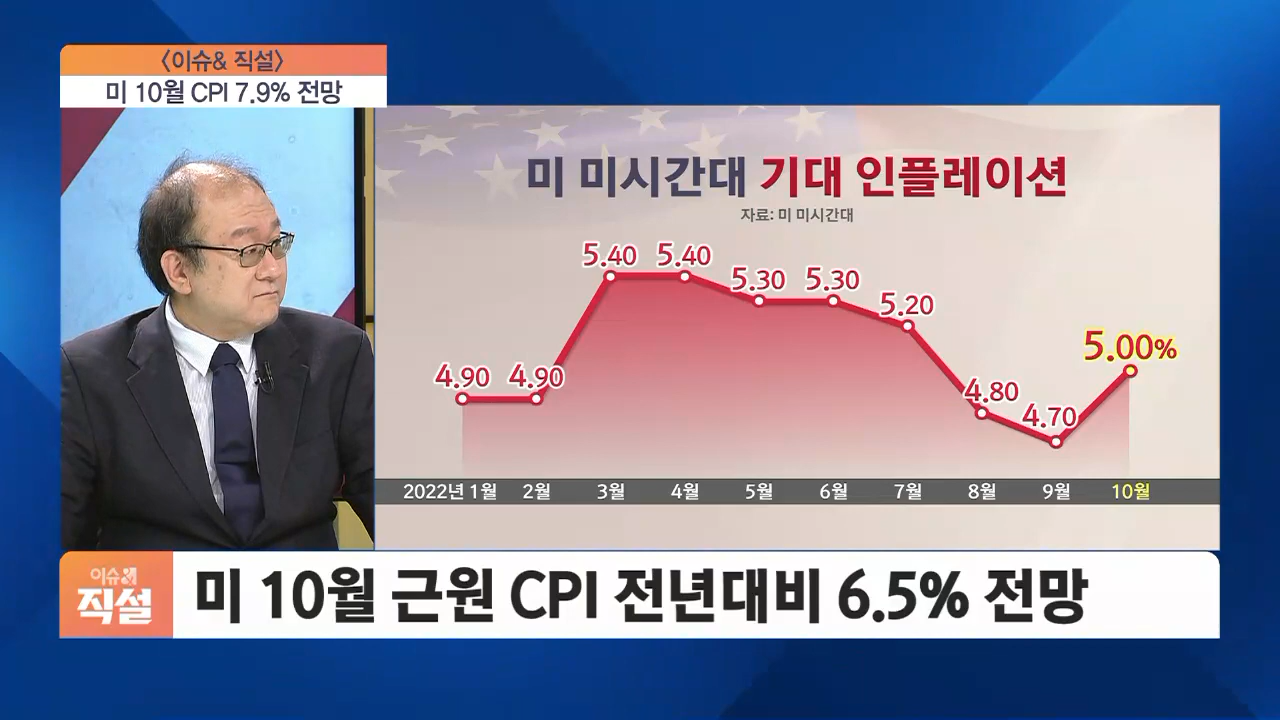 〈이슈& 직설〉
미 10월 CPI 7.9% 전망
미 미시간대 기대 인플레이션
자료: 미 미시간대
4.90 4.90 5.40 5.40 5.30 5.30 5.20 4.80 4.70 5.00%
2022년 1월 2월 3월 4월 5월 6월 7월 8월 9월 10월
이슈&
직설
미 10월 근원 CPI 전년대비 6.5% 전망